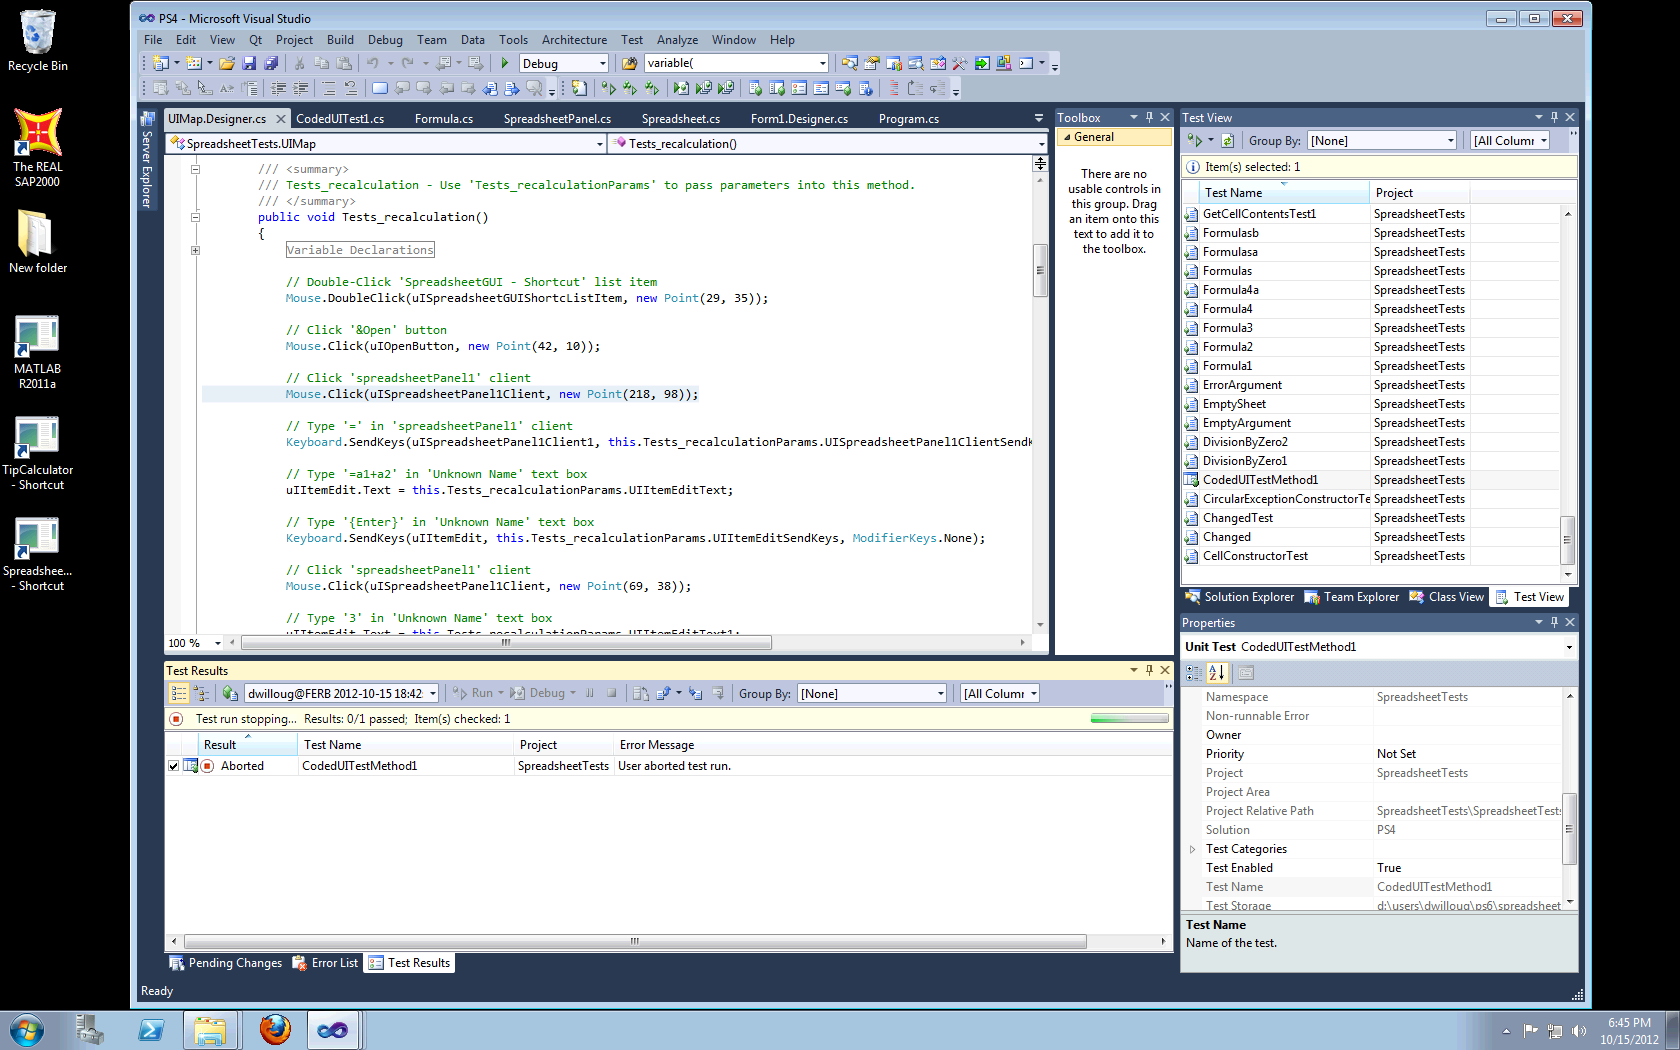 Recycle Bin
The REAL
SAP2000
New folder
MATLAB
R2011a
TipCalculator
- Shortcut
Spreadshee...
- Shortcut
PS4 - Microsoft Visual Studio
File Edit View Qt Project Build Debug Team Data Tools Architecture Test Analyze Window Help
Debug variable(
Server Explorer
UIMap.Designer.cs CodedUITest1.cs Formula.cs SpreadsheetPanel.cs Spreadsheet.cs Form1.Designer.cs Program.cs
SpreadsheetTests.UIMap Tests_recalculation()
/// <summary>
/// Tests_recalculation - Use 'Tests_recalculationParams' to pass parameters into this method.
/// </summary>
public void Tests_recalculation()
{
Variable Declarations
// Double-Click 'SpreadsheetGUI - Shortcut' list item
Mouse.DoubleClick(uISpreadsheetGUIShortcListItem, new Point(29, 35));
// Click '&Open' button
Mouse.Click(uIOpenButton, new Point(42, 10));
// Click 'spreadsheetPanel1' client
Mouse.Click(uISpreadsheetPanel1Client, new Point(218, 98));
// Type '=' in 'spreadsheetPanel1' client
Keyboard.SendKeys(uISpreadsheetPanel1Client1, this.Tests_recalculationParams.UISpreadsheetPanel1ClientSendK
// Type '=a1+a2' in 'Unknown Name' text box
uIItemEdit.Text = this.Tests_recalculationParams.UIItemEditText;
// Type '{Enter}' in 'Unknown Name' text box
Keyboard.SendKeys(uIItemEdit, this.Tests_recalculationParams.UIItemEditSendKeys, ModifierKeys.None);
// Click 'spreadsheetPanel1' client
Mouse.Click(uISpreadsheetPanel1Client, new Point(69, 38));
// Type '3' in 'Unknown Name' text box
uIItemEdit.Text = this.Tests_recalculationParams.UIItemEditText1;
100 %
Toolbox
General
There are no
usable controls in
this group. Drag
an item onto this
text to add it to
the toolbox.
Test View
Group By: [None] [All Colum
Item(s) selected: 1
Test Name Project
GetCellContentsTest1 SpreadsheetTests
Formulasb SpreadsheetTests
Formulasa SpreadsheetTests
Formulas SpreadsheetTests
Formula4a SpreadsheetTests
Formula4 SpreadsheetTests
Formula3 SpreadsheetTests
Formula2 SpreadsheetTests
Formula1 SpreadsheetTests
ErrorArgument SpreadsheetTests
EmptySheet SpreadsheetTests
EmptyArgument SpreadsheetTests
DivisionByZero2 SpreadsheetTests
DivisionByZero1 SpreadsheetTests
CodedUITestMethod1 SpreadsheetTests
CircularExceptionConstructorTe SpreadsheetTests
ChangedTest SpreadsheetTests
Changed SpreadsheetTests
CellConstructorTest SpreadsheetTests
Solution Explorer Team Explorer Class View Test View
Properties
Unit Test CodedUITestMethod1
Namespace SpreadsheetTests
Non-runnable Error
Owner
Priority Not Set
Project SpreadsheetTests
Project Area
Project Relative Path SpreadsheetTests\SpreadsheetTests
Solution PS4
Test Categories
Test Enabled True
Test Name CodedUITestMethod1
Test Storage d:\users\dwilloug\ps6\spreadsheet
Test Name
Name of the test.
Test Results
dwilloug@FERB 2012-10-15 18:42 Run Debug Group By: [None] [All Colum
Test run stopping... Results: 0/1 passed; Item(s) checked: 1
Result Test Name Project Error Message
Aborted CodedUITestMethod1 SpreadsheetTests User aborted test run.
Pending Changes Error List Test Results
Ready
6:45 PM
10/15/2012